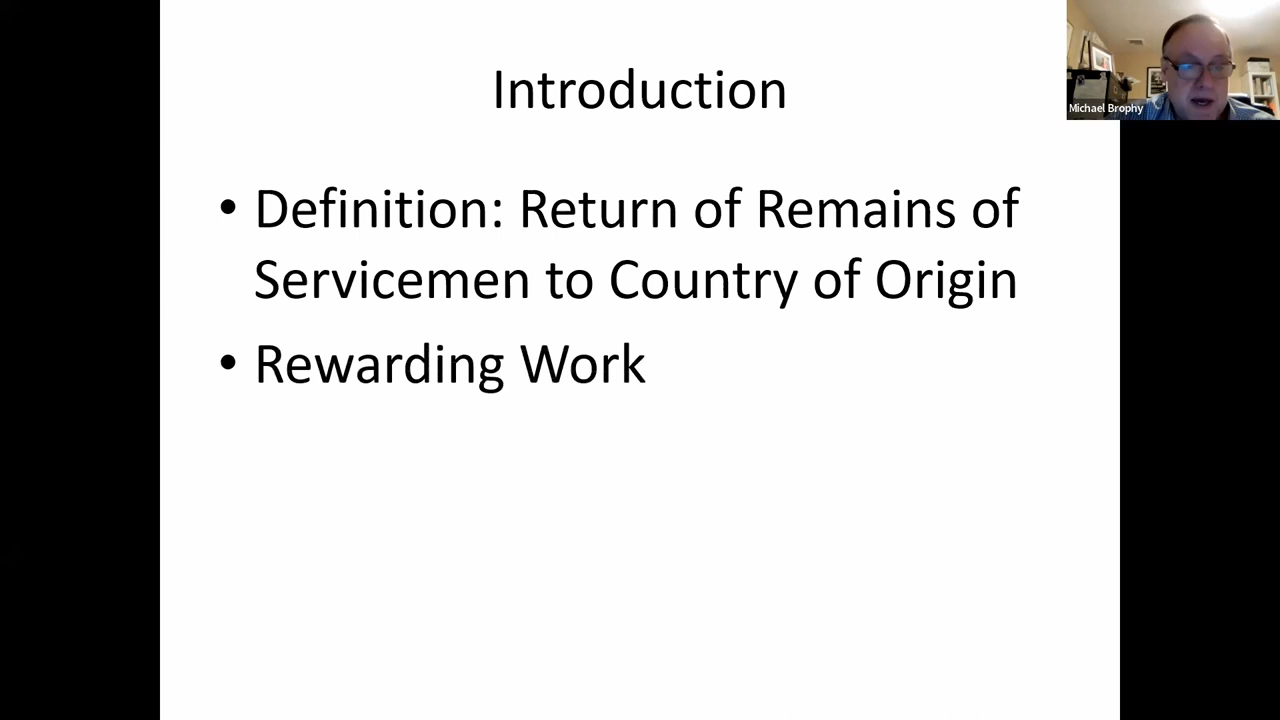 Introduction
Michael Brophy
• Definition: Return of Remains of
Servicemen to Country of Origin
• Rewarding Work